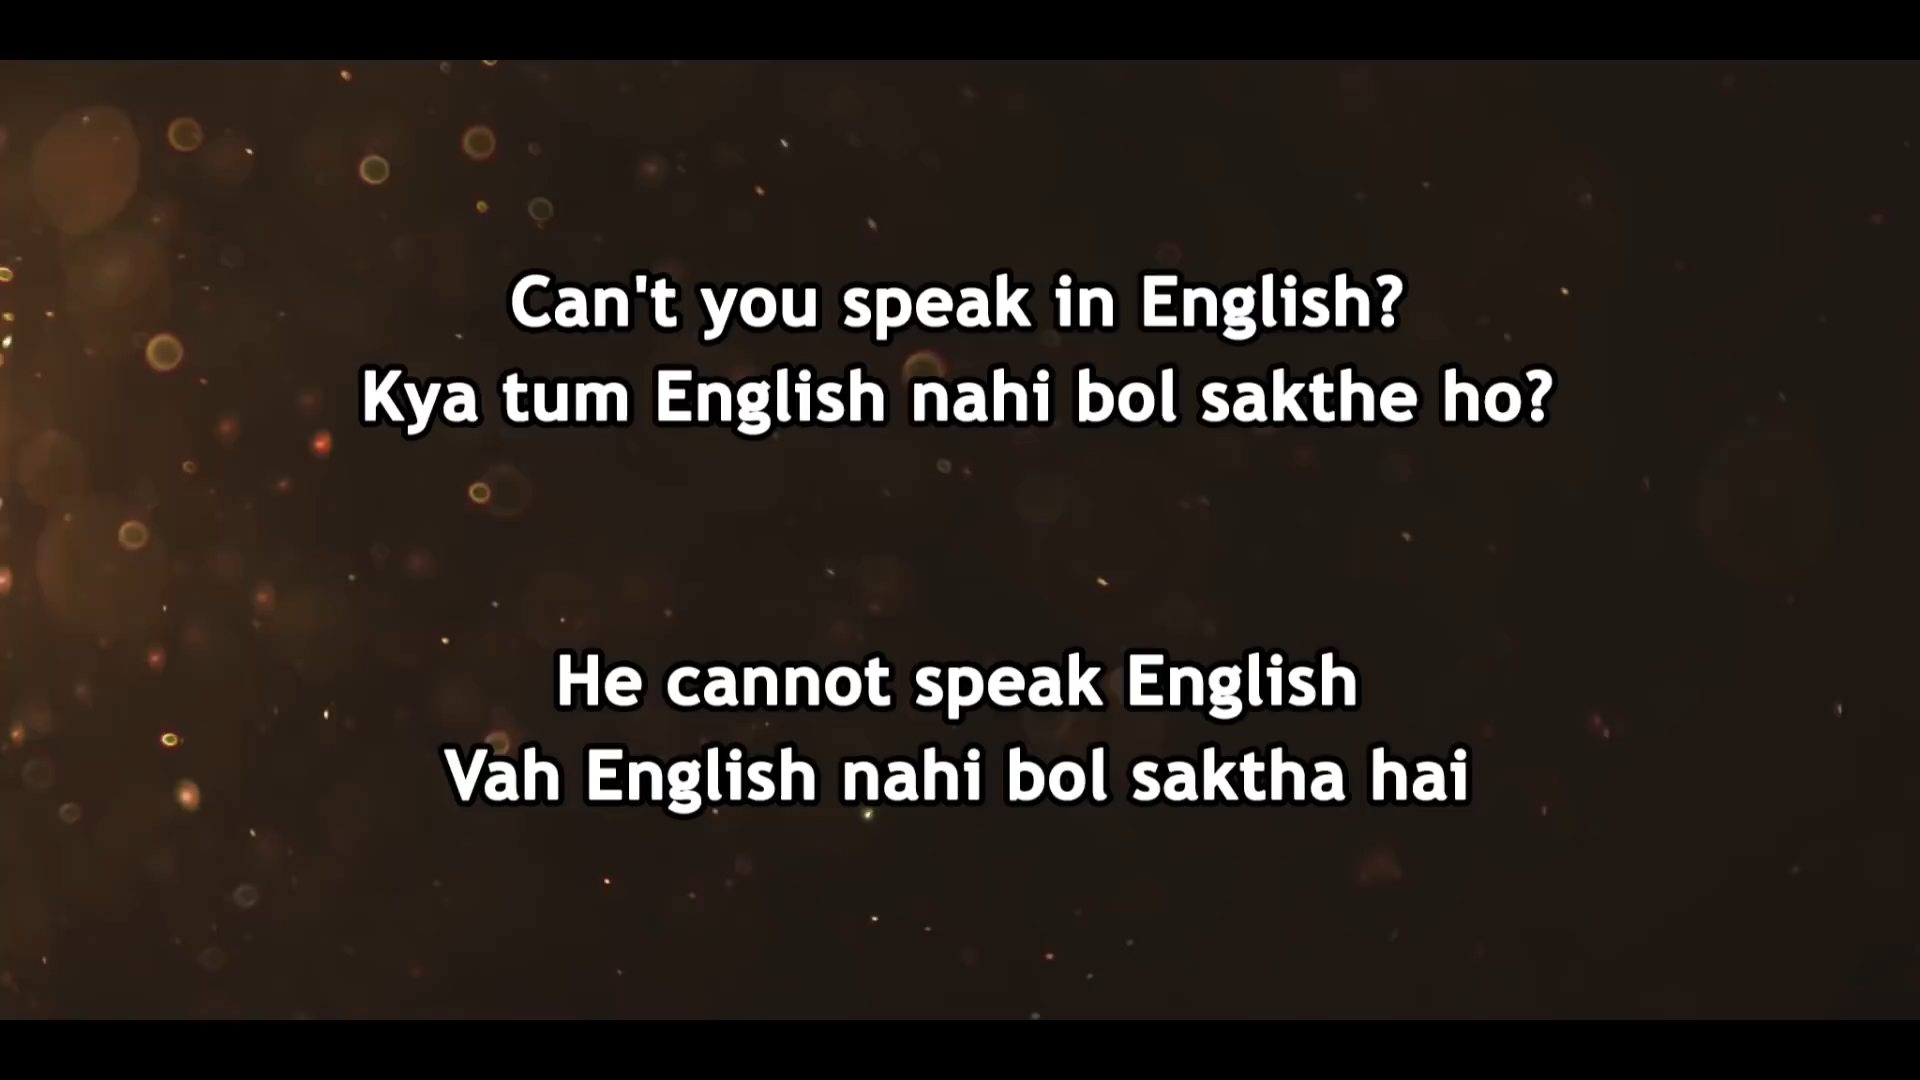 Can't you speak in English?
Kya tum English nahi bol sakthe ho?
He cannot speak English
Vah English nahi bol saktha hai